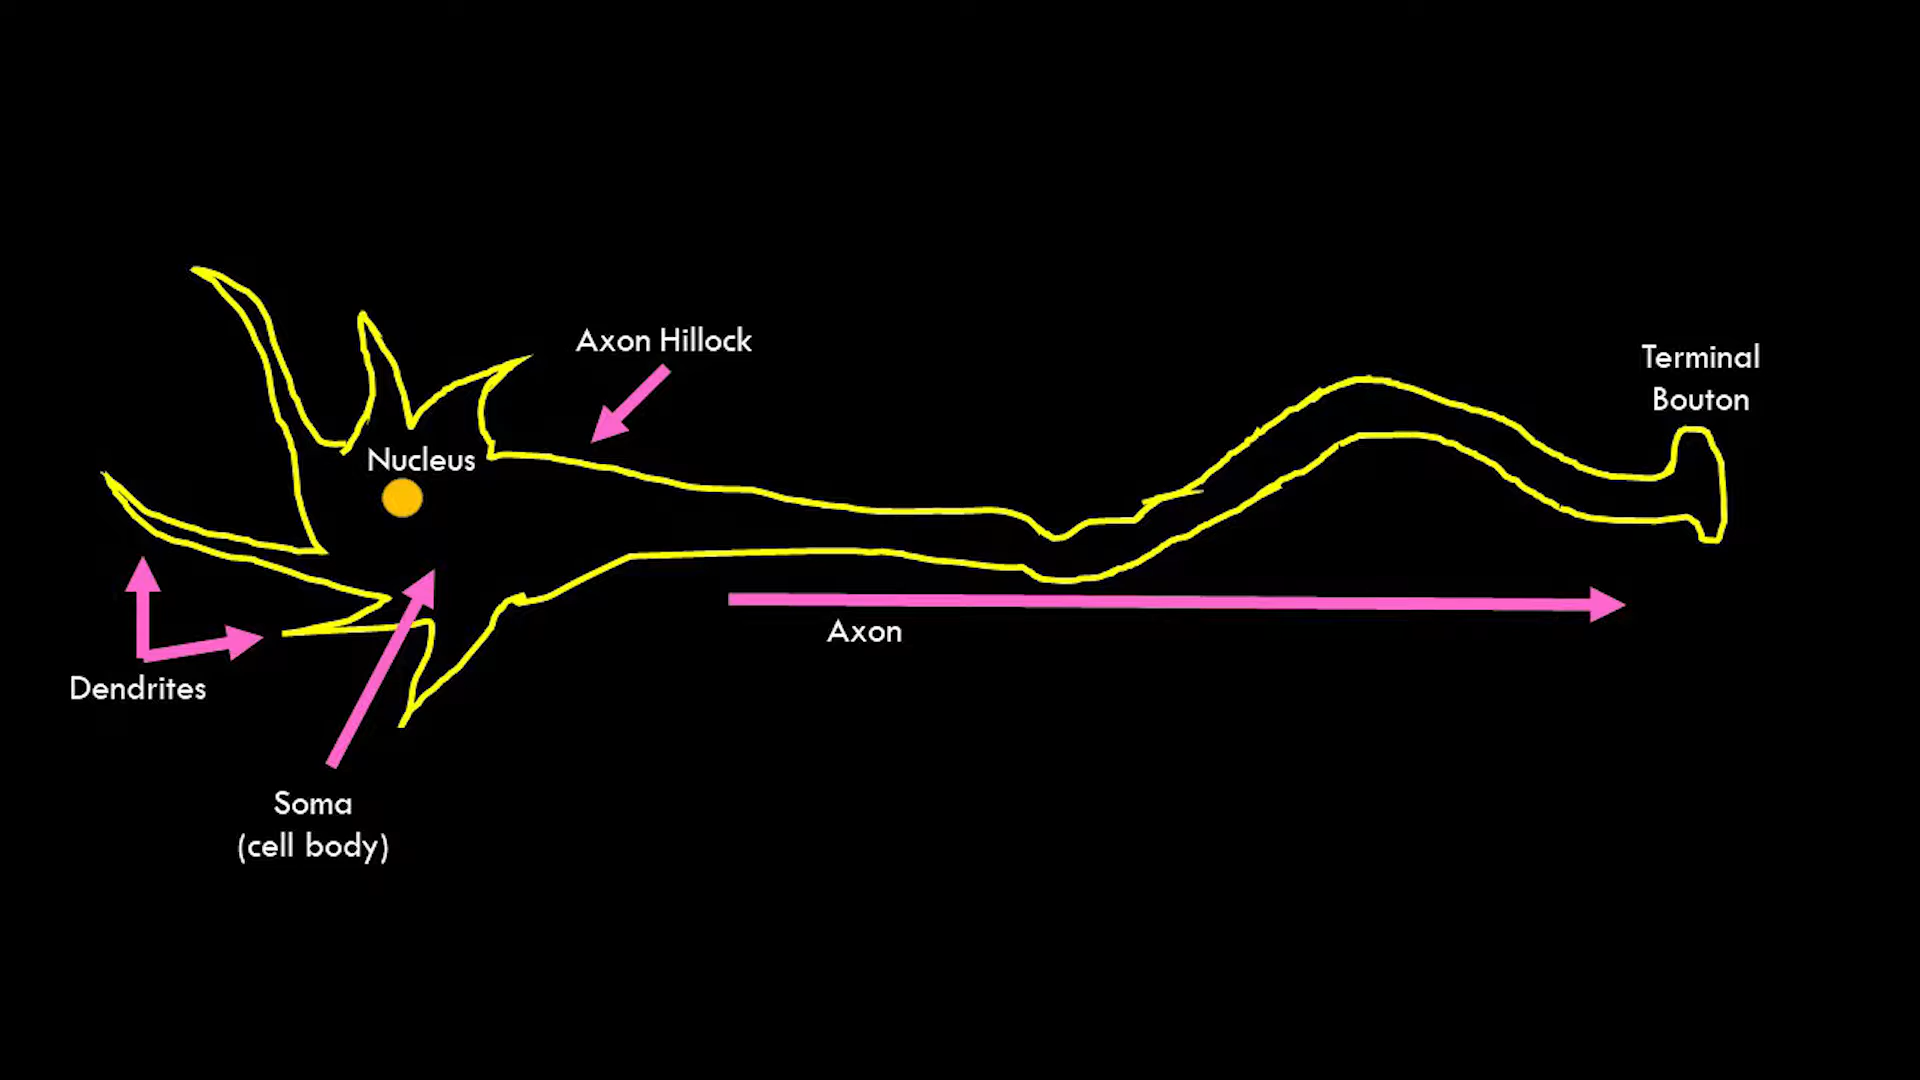 Axon Hillock
Terminal
Bouton
Nucleus
Axon
Dendrites
Soma
(cell body)